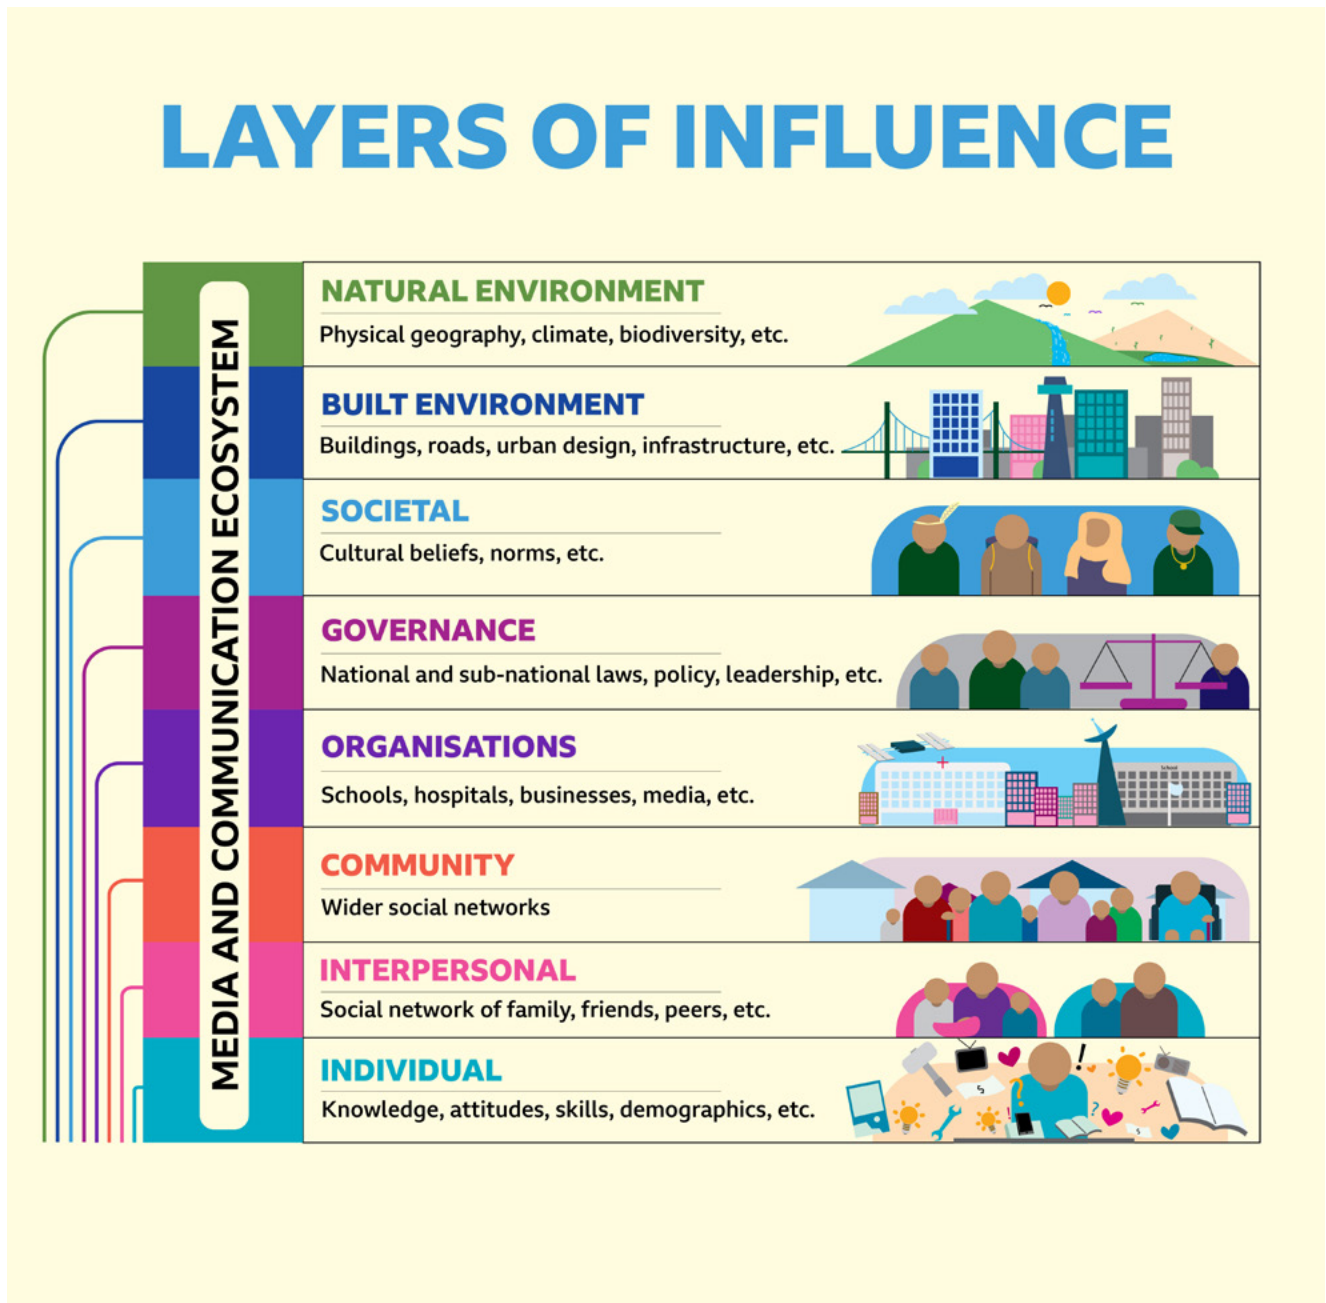 LAYERS OF INFLUENCE
MEDIA AND COMMUNICATION ECOSYSTEM
NATURAL ENVIRONMENT
Physical geography, climate, biodiversity, etc.
BUILT ENVIRONMENT
Buildings, roads, urban design, infrastructure, etc.
SOCIETAL
Cultural beliefs, norms, etc.
GOVERNANCE
National and sub-national laws, policy, leadership, etc.
ORGANISATIONS
Schools, hospitals, businesses, media, etc.
School
COMMUNITY
Wider social networks
INTERPERSONAL
Social network of family, friends, peers, etc.
INDIVIDUAL
Knowledge, attitudes, skills, demographics, etc.